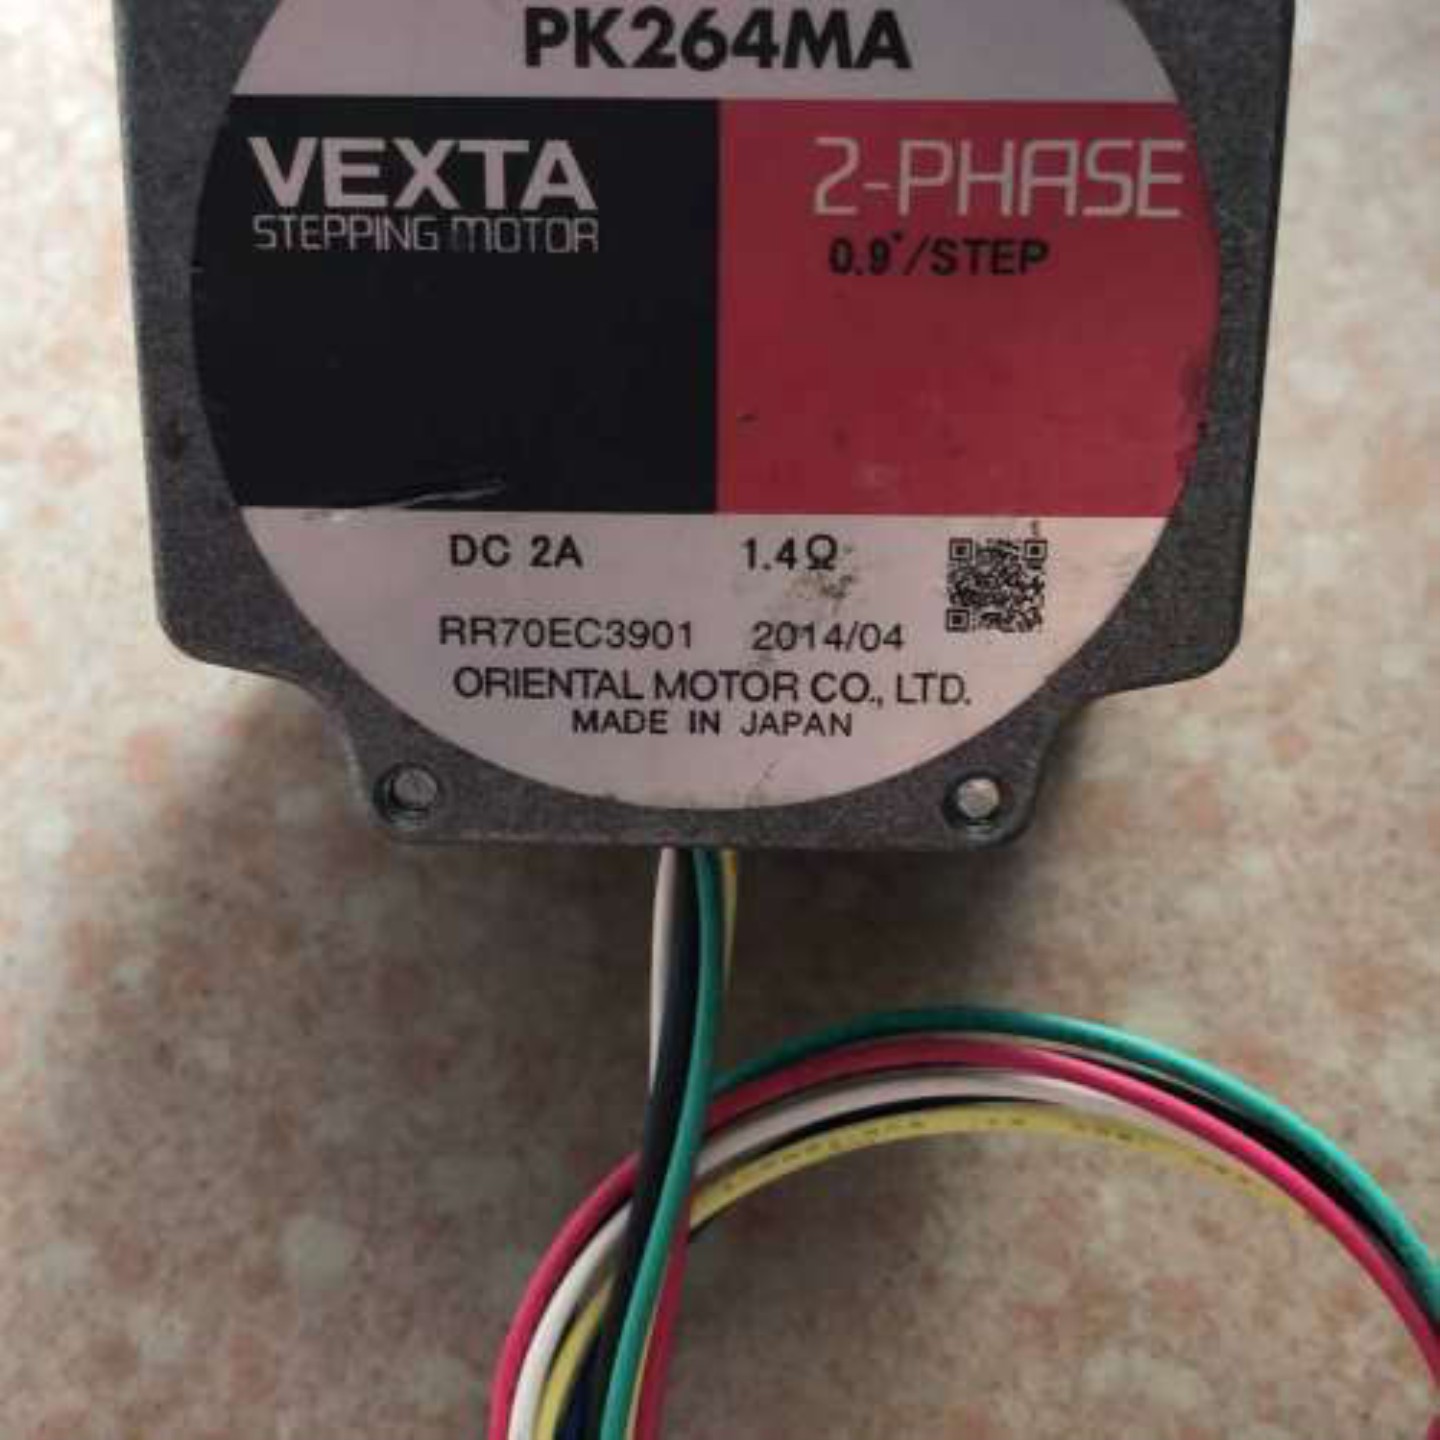 PK264MA
VEXTA
STEPPING MOTOR
2-PHASE
0.9°/STEP
DC 2A 1.4Ω
RR70EC3901 2014/04
ORIENTAL MOTOR CO., LTD.
MADE IN JAPAN